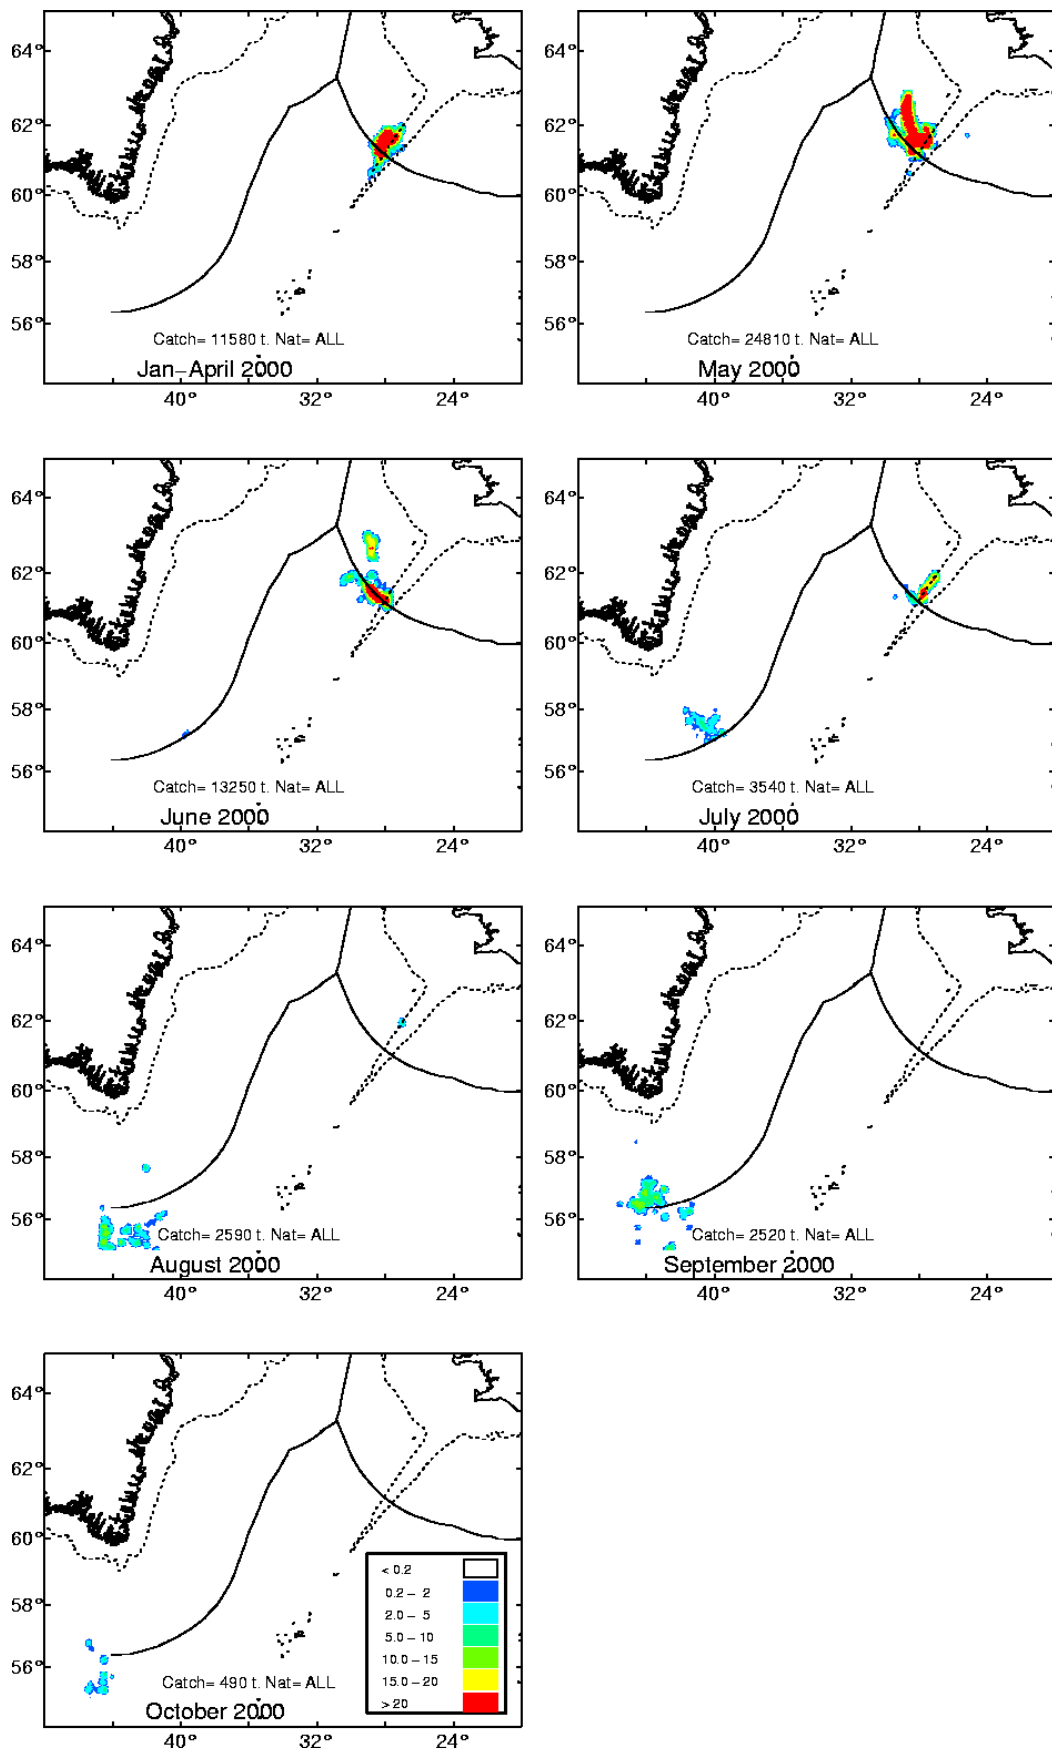 64°
64°
62°
62°
60°
60°
58°
58°
56°
56°
Catch= 11580 t. Nat= ALL
Catch= 24810 t. Nat= ALL
Jan-April 2000
May 2000
40° 32° 24°
40° 32° 24°
64°
64°
62°
62°
60°
60°
58°
58°
56°
56°
Catch= 13250 t. Nat= ALL
Catch= 3540 t. Nat= ALL
June 2000
July 2000
40° 32° 24°
40° 32° 24°
64°
64°
62°
62°
60°
60°
58°
58°
56°
56°
Catch= 2590 t. Nat= ALL
Catch= 2520 t. Nat= ALL
August 2000
September 2000
40° 32° 24°
40° 32° 24°
64°
62°
60°
58°
56°
Catch= 490 t. Nat= ALL
October 2000
< 0.2
0.2 - 2
2.0 - 5
5.0 - 10
10.0 - 15
15.0 - 20
> 20
40° 32° 24°